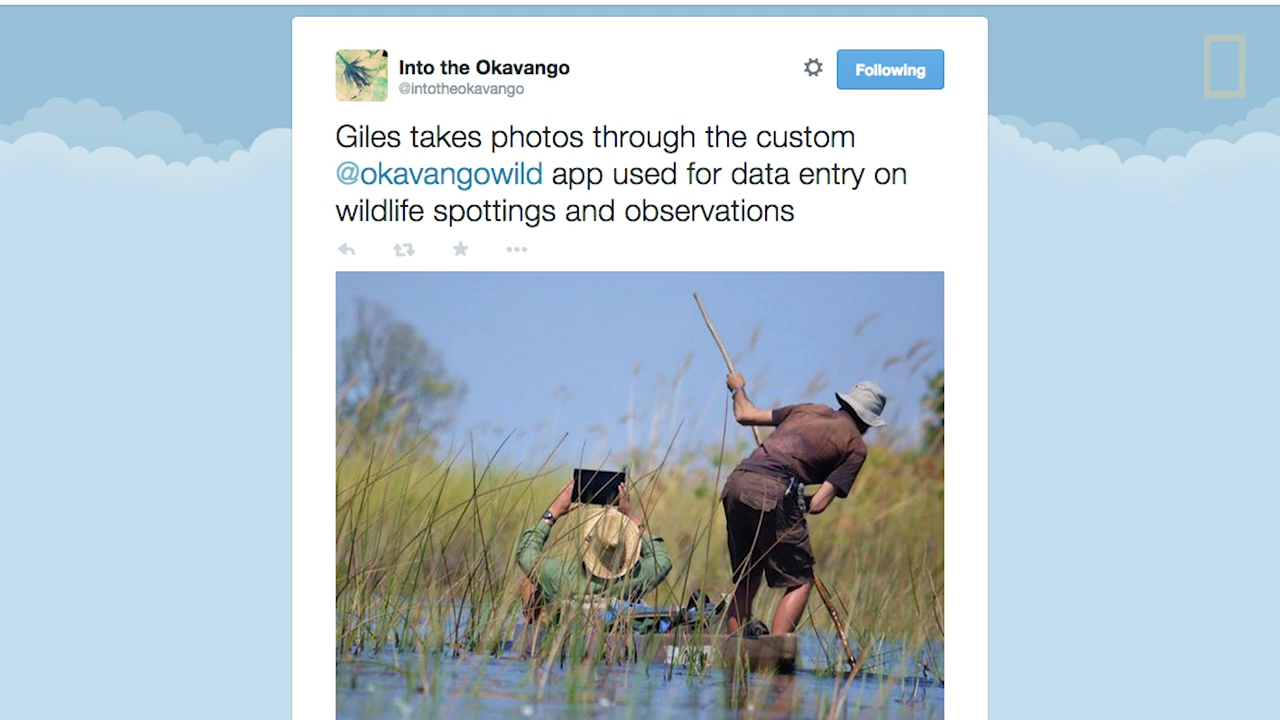 Into the Okavango
@intotheokavango
Following
Giles takes photos through the custom
@okavangowild app used for data entry on
wildlife spottings and observations